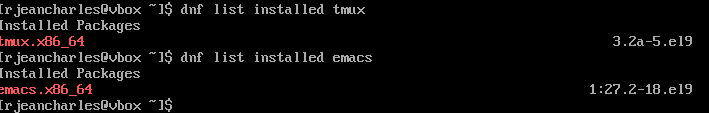 [rjeancharles@vbox ~]$ dnf list installed tmux
Installed Packages
tmux.x86_64 3.2a-5.el9
[rjeancharles@vbox ~]$ dnf list installed emacs
Installed Packages
emacs.x86_64 1:27.2-18.el9
[rjeancharles@vbox ~]$